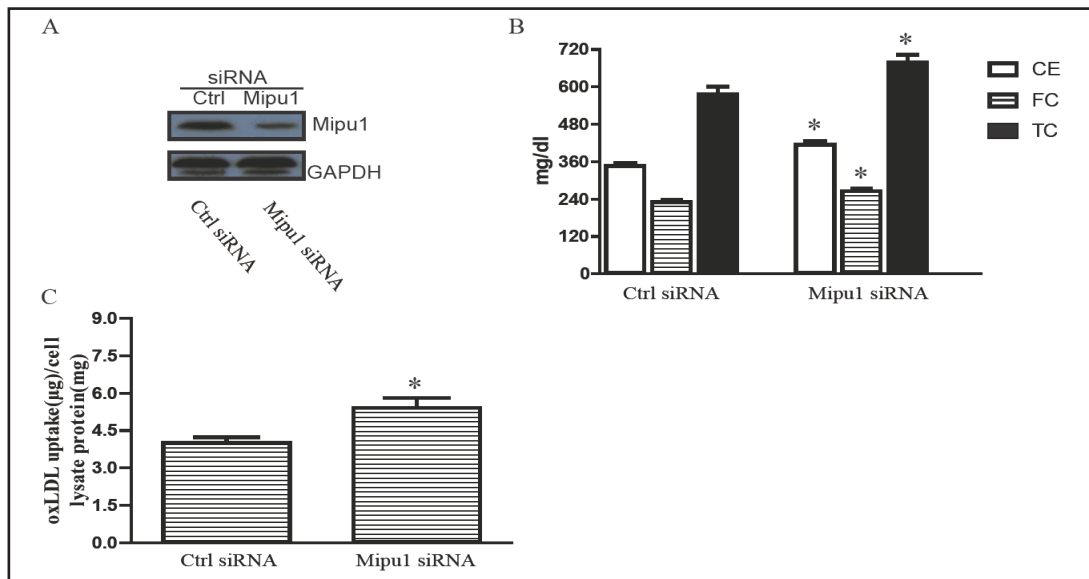 A
siRNA
Ctrl Mipu1
Mipu1
GAPDH
Ctrl siRNA
Mipu1 siRNA
B
mg/dl
720
600
480
360
240
120
0
*
*
*
Ctrl siRNA
Mipu1 siRNA
CE
FC
TC
C
oxLDL uptake(μg)/cell
lysate protein(mg)
9.0
7.5
6.0
4.5
3.0
1.5
0.0
*
Ctrl siRNA
Mipu1 siRNA